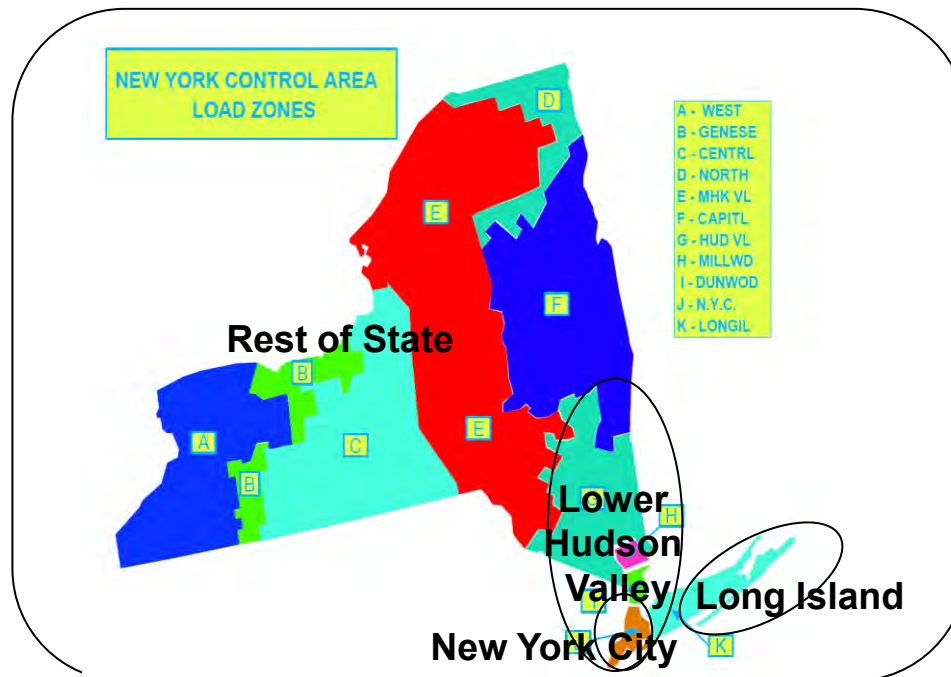 NEW YORK CONTROL AREA
LOAD ZONES
A - WEST
B - GENESE
C - CENTRL
D - NORTH
E - MHK VL
F - CAPITL
G - HUD VL
H - MILLWD
I - DUNWOD
J - N.Y.C.
K - LONGIL
D
E
F
Rest of State
B
A
C
E
B
Lower
G
H
Hudson
Valley
I
Long Island
New York City
K